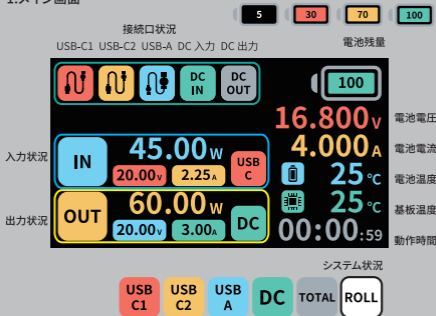 1.メイン画面
5 30 70 100
接続口状況
USB-C1 USB-C2 USB-A DC 入力 DC 出力
電池残量
DC IN
DC OUT
100
16.800V
電池電圧
4.000A
電池電流
入力状況
IN
45.00W
20.00V
2.25A
USB C
25℃
電池温度
出力状況
OUT
60.00W
20.00V
3.00A
DC
25℃
基板温度
00:00:59
動作時間
システム状況
USB C1
USB C2
USB A
DC
TOTAL
ROLL